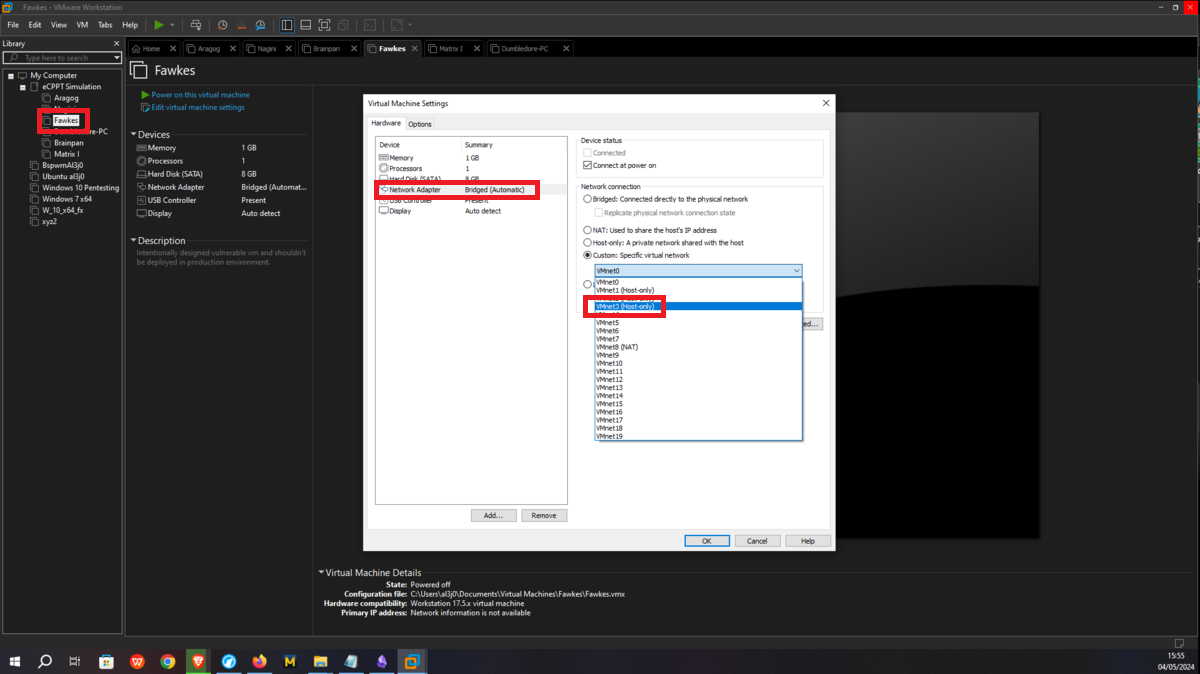 Fawkes - VMware Workstation
File Edit View VM Tabs Help
Library
Type here to search
My Computer
eCPPT Simulation
Aragog
Fawkes
Dumbledore-PC
Brainpan
Matrix I
BspwmAl3j0
Ubuntu al3j0
Windows 10 Pentesting
Windows 7 x64
W_10_x64_fx
xyz2
Home Aragog Nagini Brainpan Fawkes Matrix I Dumbledore-PC
Fawkes
Power on this virtual machine
Edit virtual machine settings
Devices
Memory 1 GB
Processors 1
Hard Disk (SATA) 8 GB
Network Adapter Bridged (Automat...
USB Controller Present
Display Auto detect
Description
Intentionally designed vulnerable vm and shouldn't
be deployed in production environment.
Virtual Machine Settings
Hardware Options
Device Summary
Memory 1 GB
Processors 1
Hard Disk (SATA) 8 GB
Network Adapter Bridged (Automatic)
USB Controller Present
Display Auto detect
Add... Remove
Device status
Connected
Connect at power on
Network connection
Bridged: Connected directly to the physical network
Replicate physical network connection state
NAT: Used to share the host's IP address
Host-only: A private network shared with the host
Custom: Specific virtual network
VMnet0
VMnet0
VMnet1 (Host-only)
VMnet3 (Host-only)
VMnet5
VMnet6
VMnet7
VMnet8 (NAT)
VMnet9
VMnet10
VMnet11
VMnet12
VMnet13
VMnet14
VMnet15
VMnet16
VMnet17
VMnet18
VMnet19
ed...
OK Cancel Help
Virtual Machine Details
State: Powered off
Configuration file: C:\Users\al3j0\Documents\Virtual Machines\Fawkes\Fawkes.vmx
Hardware compatibility: Workstation 17.5.x virtual machine
Primary IP address: Network information is not available
15:55
04/05/2024